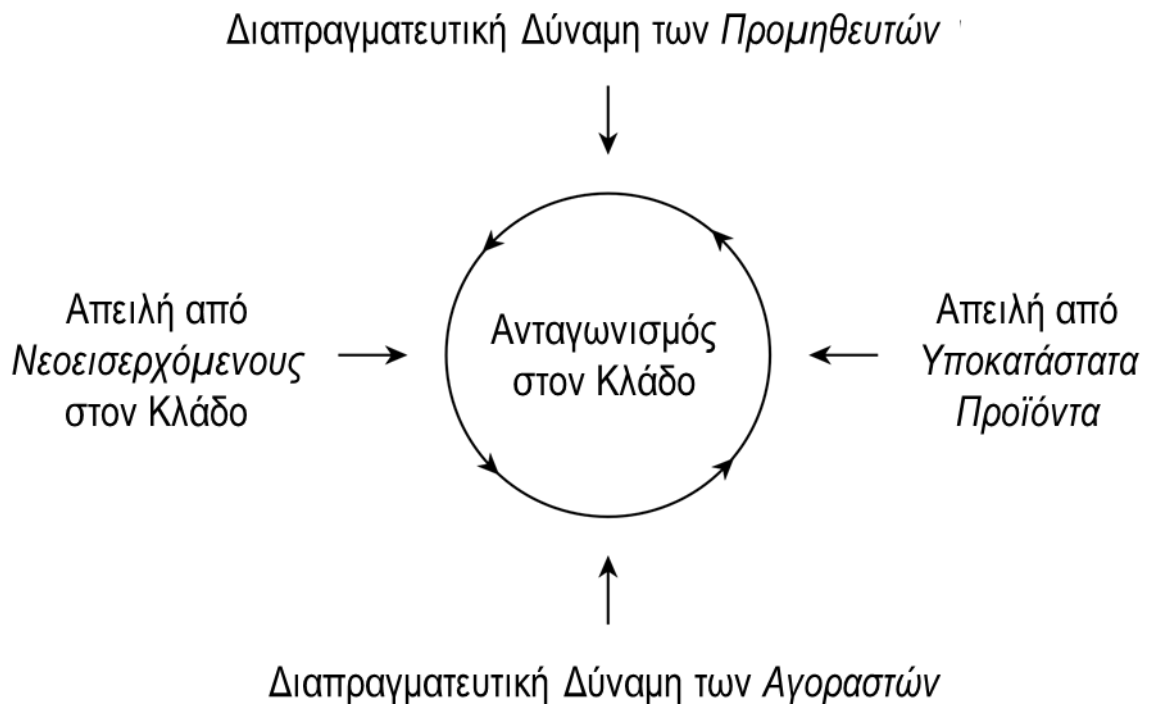 Διαπραγματευτική Δύναμη των Προμηθευτών
Απειλή από
Νεοεισερχόμενους
στον Κλάδο
Ανταγωνισμός
στον Κλάδο
Απειλή από
Υποκατάστατα
Προϊόντα
Διαπραγματευτική Δύναμη των Αγοραστών